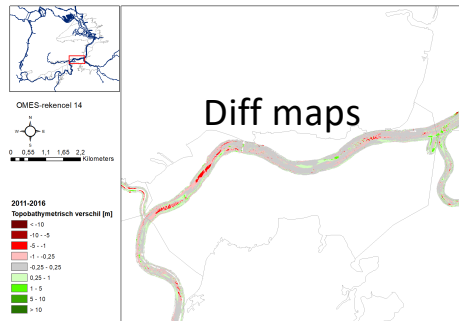 Diff maps
OMES-rekencel 14
N
W E
S
0 0,55 1,1 1,65 2,2
Kilometers
2011-2016
Topobathymetrisch verschil [m]
< -10
-10 - -5
-5 - -1
-1 - -0,25
-0,25 - 0,25
0,25 - 1
1 - 5
5 - 10
> 10